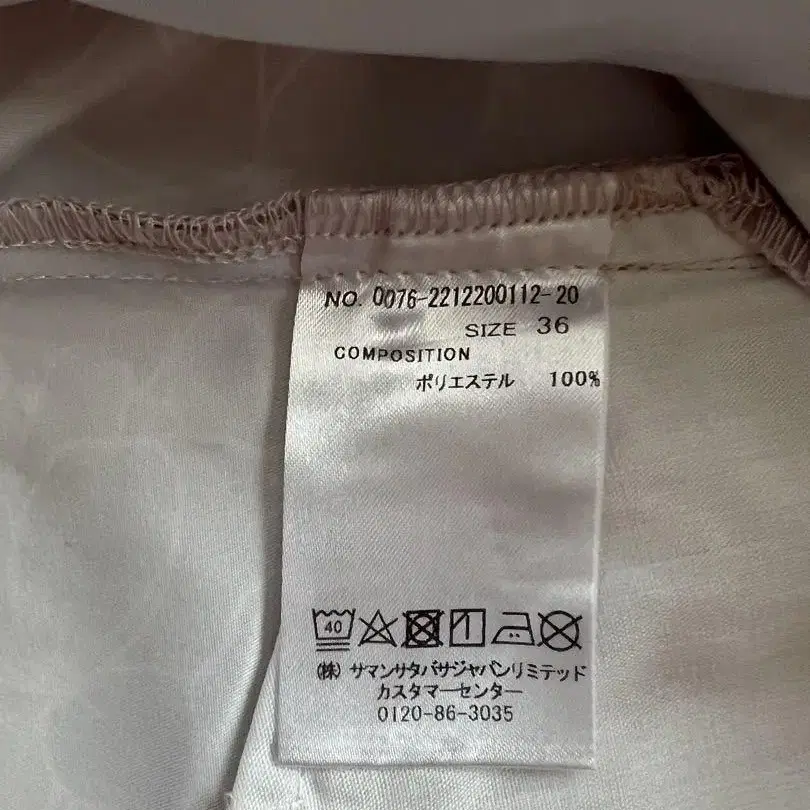 NO. 0076-2212200112-20
SIZE 36
COMPOSITION
ポリエステル 100%
40
(株) サマンサタバサジャパンリミテッド
カスタマーセンター
0120-86-3035